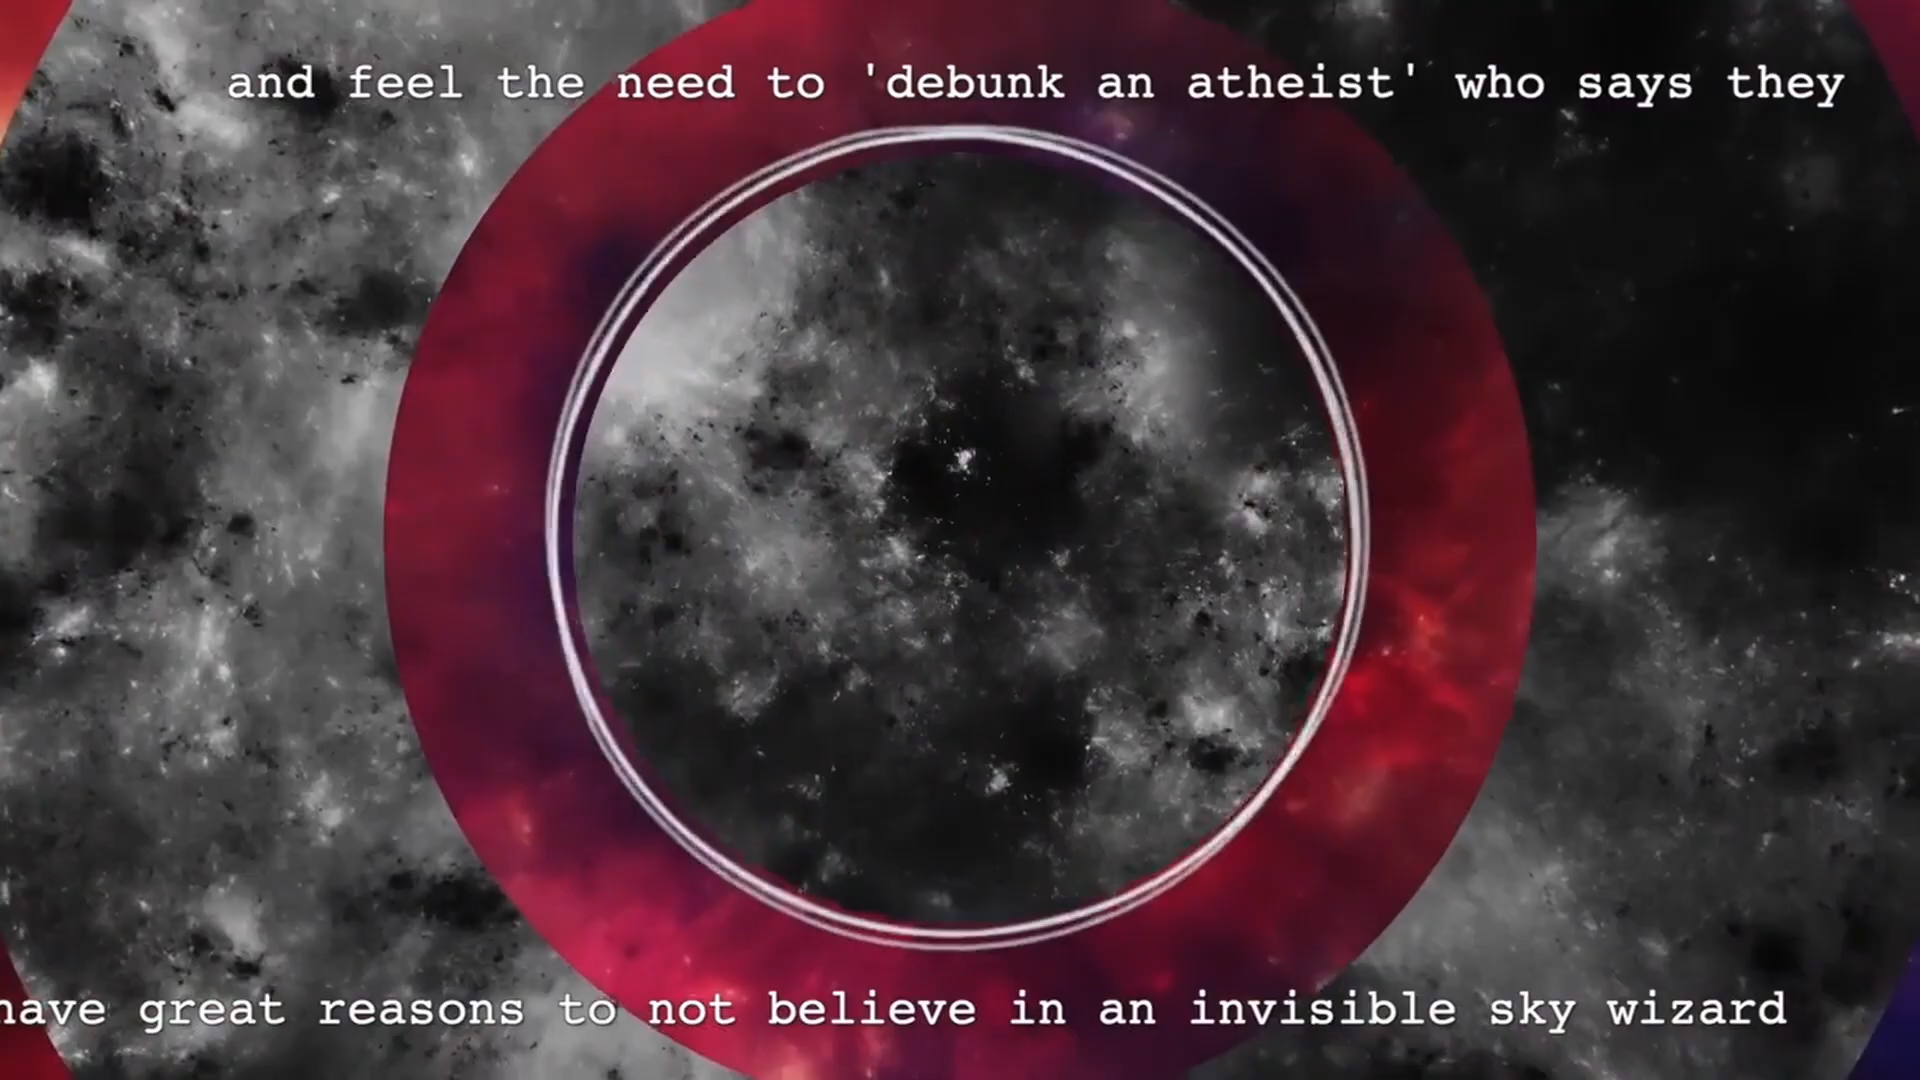 and feel the need to 'debunk an atheist' who says they
have great reasons to not believe in an invisible sky wizard